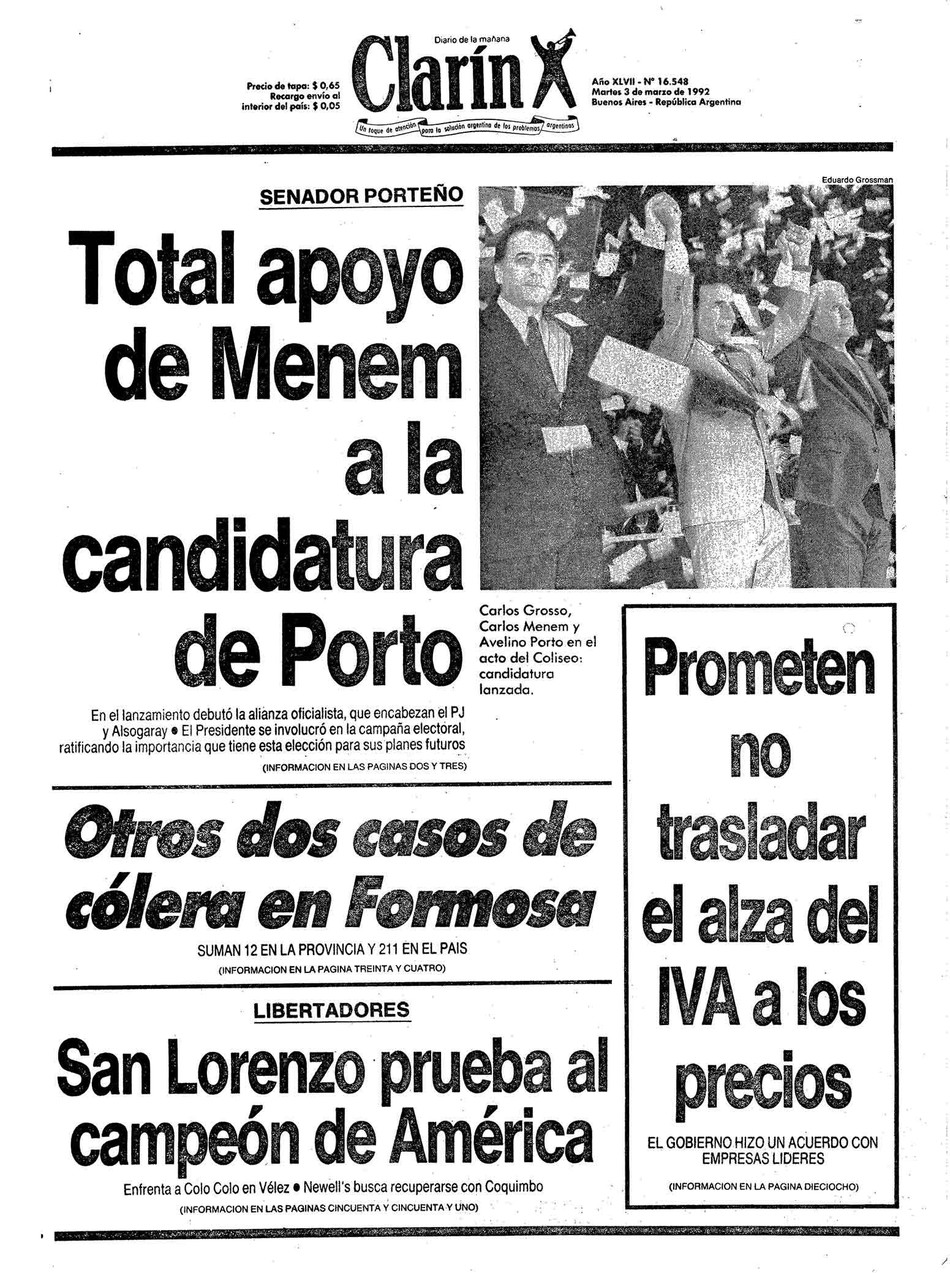 Diario de la mañana
Clarín
Precio de tapa: $ 0,65
Recargo envío al
interior del país: $ 0,05
Año XLVII - Nº 16.548
Martes 3 de marzo de 1992
Buenos Aires - República Argentina
Un toque de atención para la solución argentina de los problemas argentinos
Eduardo Grossman
SENADOR PORTEÑO
Total apoyo
de Menem
a la
candidatura
de Porto
En el lanzamiento debutó la alianza oficialista, que encabezan el PJ
y Alsogaray ● El Presidente se involucró en la campaña electoral,
ratificando la importancia que tiene esta elección para sus planes futuros
(INFORMACION EN LAS PAGINAS DOS Y TRES)
Carlos Grosso,
Carlos Menem y
Avelino Porto en el
acto del Coliseo:
candidatura
lanzada.
Otros dos casos de
cólera en Formosa
SUMAN 12 EN LA PROVINCIA Y 211 EN EL PAIS
(INFORMACION EN LA PAGINA TREINTA Y CUATRO)
LIBERTADORES
San Lorenzo prueba al
campeón de América
Enfrenta a Colo Colo en Vélez ● Newell's busca recuperarse con Coquimbo
(INFORMACION EN LAS PAGINAS CINCUENTA Y CINCUENTA Y UNO)
Prometen
no
trasladar
el alza del
IVA a los
precios
EL GOBIERNO HIZO UN ACUERDO CON
EMPRESAS LIDERES
(INFORMACION EN LA PAGINA DIECIOCHO)